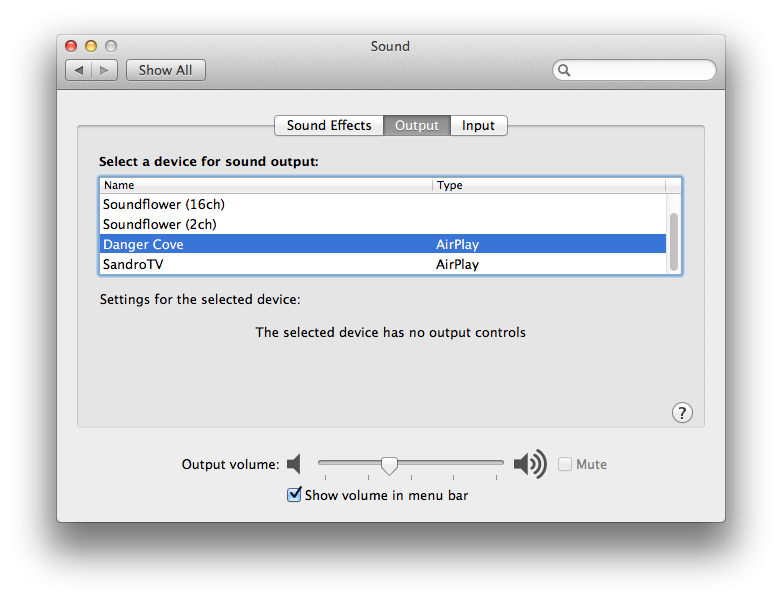 Sound
Show All
Sound Effects Output Input
Select a device for sound output:
Name Type
Soundflower (16ch)
Soundflower (2ch)
Danger Cove AirPlay
SandroTV AirPlay
Settings for the selected device:
The selected device has no output controls
?
Output volume: Mute
Show volume in menu bar